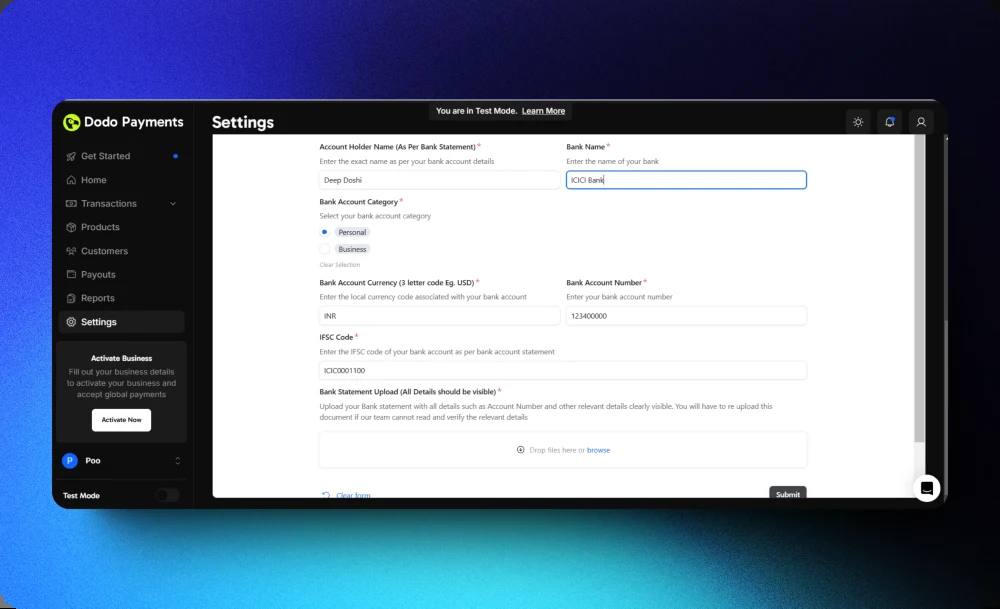 You are in Test Mode. Learn More
Dodo Payments
Settings
Get Started
Home
Transactions
Products
Customers
Payouts
Reports
Settings
Activate Business
Fill out your business details
to activate your business and
accept global payments
Activate Now
P Poo
Test Mode
Account Holder Name (As Per Bank Statement)*
Enter the exact name as per your bank account details
Deep Doshi
Bank Name*
Enter the name of your bank
ICICI Bank
Bank Account Category*
Select your bank account category
Personal
Business
Clear Selection
Bank Account Currency (3 letter code Eg. USD)*
Enter the local currency code associated with your bank account
INR
Bank Account Number*
Enter your bank account number
123400000
IFSC Code*
Enter the IFSC code of your bank account as per bank account statement
ICIC0001100
Bank Statement Upload (All Details should be visible)*
Upload your Bank statement with all details such as Account Number and other relevant details clearly visible. You will have to re upload this
document if our team cannot read and verify the relevant details
Drop files here or browse
Clear form
Submit